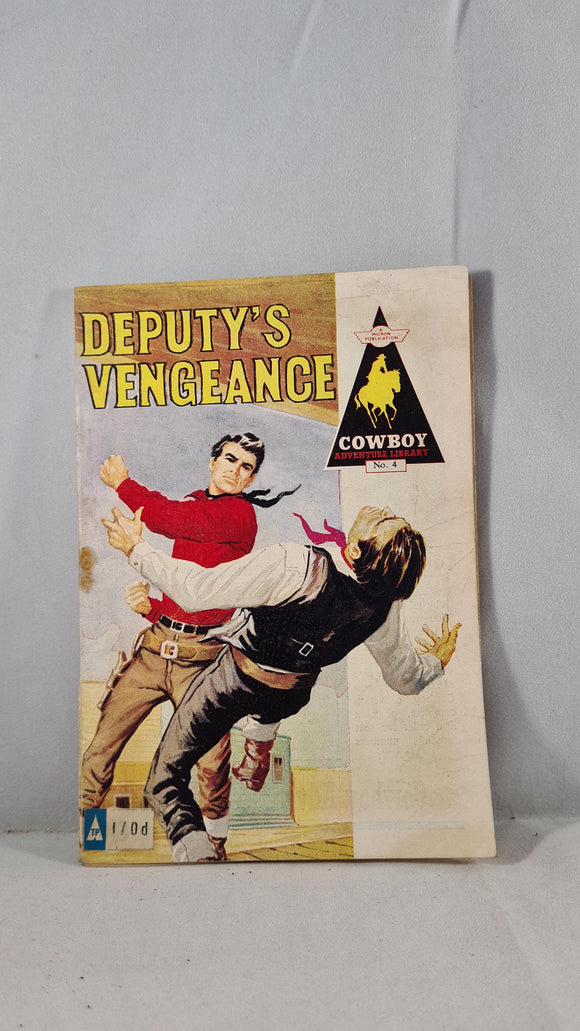 DEPUTY'S
VENGEANCE
A
MICRON
PUBLICATION
COWBOY
ADVENTURE LIBRARY
No. 4
1/0d